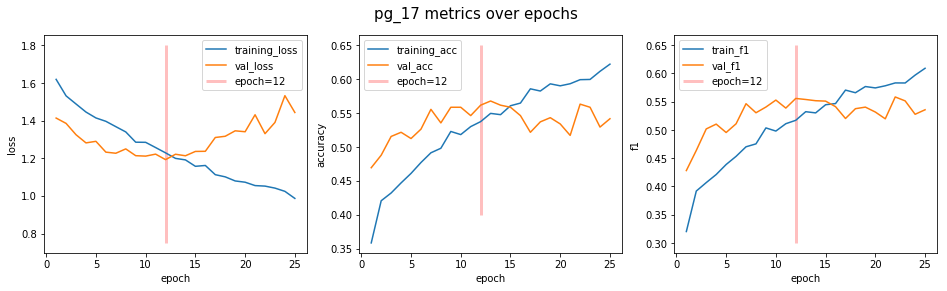 pg_17 metrics over epochs
1.8
1.6
1.4
1.2
1.0
0.8
loss
0
5
10
15
20
25
epoch
training_loss
val_loss
epoch=12
0.65
0.60
0.55
0.50
0.45
0.40
0.35
accuracy
0
5
10
15
20
25
epoch
training_acc
val_acc
epoch=12
0.65
0.60
0.55
0.50
0.45
0.40
0.35
0.30
f1
0
5
10
15
20
25
epoch
train_f1
val_f1
epoch=12